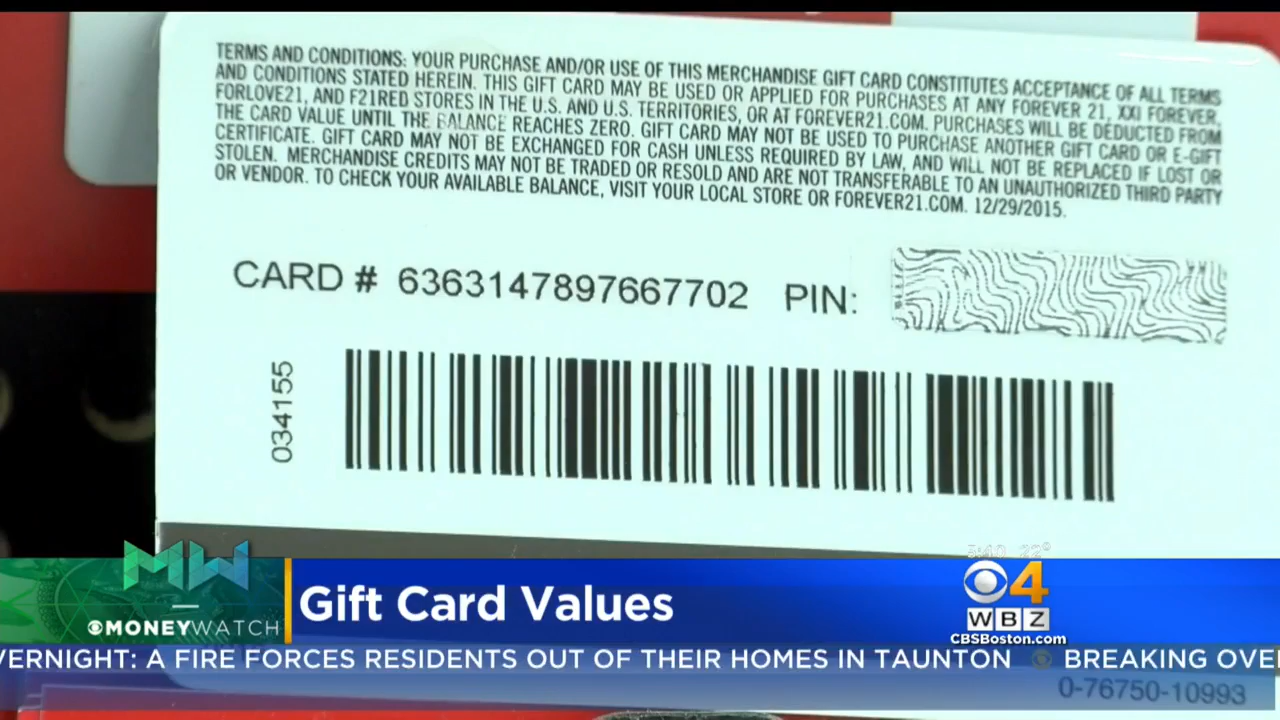 TERMS AND CONDITIONS: YOUR PURCHASE AND/OR USE OF THIS MERCHANDISE GIFT CARD CONSTITUTES ACCEPTANCE OF ALL TERMS
AND CONDITIONS STATED HEREIN. THIS GIFT CARD MAY BE USED OR APPLIED FOR PURCHASES AT ANY FOREVER 21, XXI FOREVER,
FORLOVE21, AND F21RED STORES IN THE U.S. AND U.S. TERRITORIES, OR AT FOREVER21.COM. PURCHASES WILL BE DEDUCTED FROM
THE CARD VALUE UNTIL THE BALANCE REACHES ZERO. GIFT CARD MAY NOT BE USED TO PURCHASE ANOTHER GIFT CARD OR E-GIFT
CERTIFICATE. GIFT CARD MAY NOT BE EXCHANGED FOR CASH UNLESS REQUIRED BY LAW, AND WILL NOT BE REPLACED IF LOST OR
STOLEN. MERCHANDISE CREDITS MAY NOT BE TRADED OR RESOLD AND ARE NOT TRANSFERABLE TO AN UNAUTHORIZED THIRD PARTY
OR VENDOR. TO CHECK YOUR AVAILABLE BALANCE, VISIT YOUR LOCAL STORE OR FOREVER21.COM. 12/29/2015.
CARD # 6363147897667702 PIN:
034155
MW
MONEYWATCH
Gift Card Values
5:40 22°
4
WBZ
CBSBoston.com
VERNIGHT: A FIRE FORCES RESIDENTS OUT OF THEIR HOMES IN TAUNTON BREAKING OVE
0-76750-10993